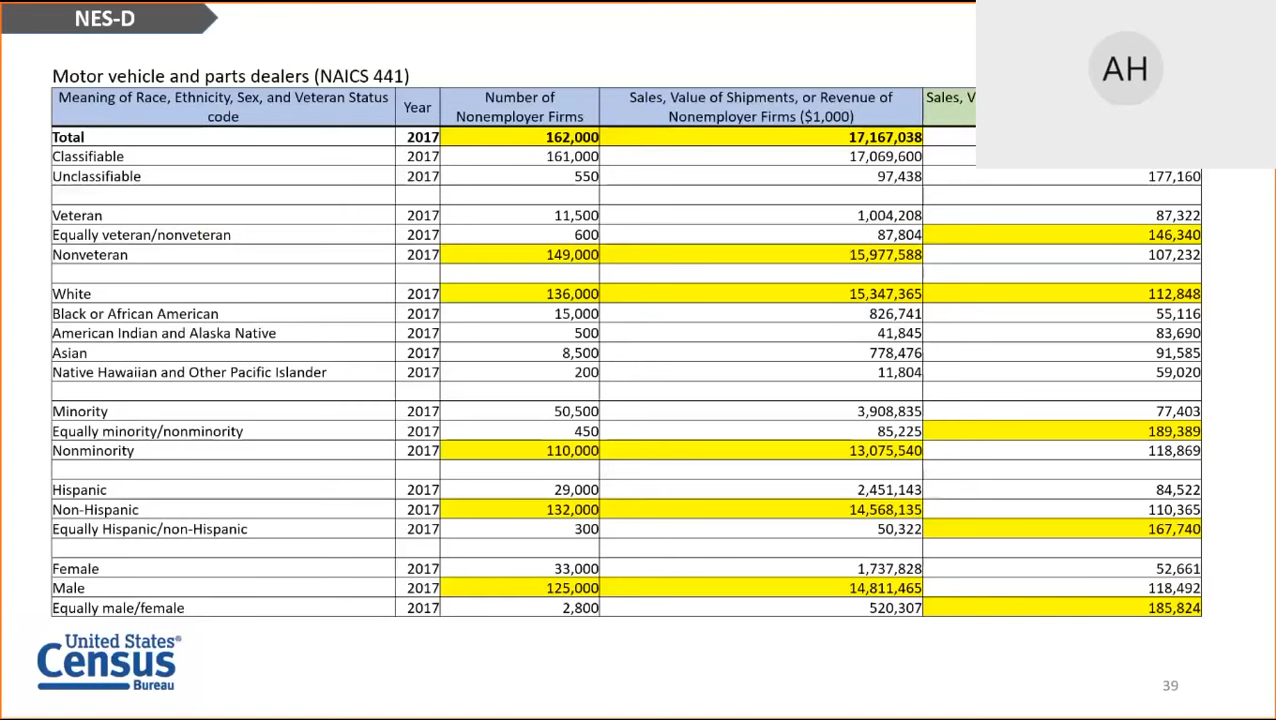 NES-D
AH
Motor vehicle and parts dealers (NAICS 441)
Meaning of Race, Ethnicity, Sex, and Veteran Status code Year Number of Nonemployer Firms Sales, Value of Shipments, or Revenue of Nonemployer Firms ($1,000) Sales,
Total 2017 162,000 17,167,038
Classifiable 2017 161,000 17,069,600
Unclassifiable 2017 550 97,438 177,160
Veteran 2017 11,500 1,004,208 87,322
Equally veteran/nonveteran 2017 600 87,804 146,340
Nonveteran 2017 149,000 15,977,588 107,232
White 2017 136,000 15,347,365 112,848
Black or African American 2017 15,000 826,741 55,116
American Indian and Alaska Native 2017 500 41,845 83,690
Asian 2017 8,500 778,476 91,585
Native Hawaiian and Other Pacific Islander 2017 200 11,804 59,020
Minority 2017 50,500 3,908,835 77,403
Equally minority/nonminority 2017 450 85,225 189,389
Nonminority 2017 110,000 13,075,540 118,869
Hispanic 2017 29,000 2,451,143 84,522
Non-Hispanic 2017 132,000 14,568,135 110,365
Equally Hispanic/non-Hispanic 2017 300 50,322 167,740
Female 2017 33,000 1,737,828 52,661
Male 2017 125,000 14,811,465 118,492
Equally male/female 2017 2,800 520,307 185,824
United States®
Census
Bureau
39